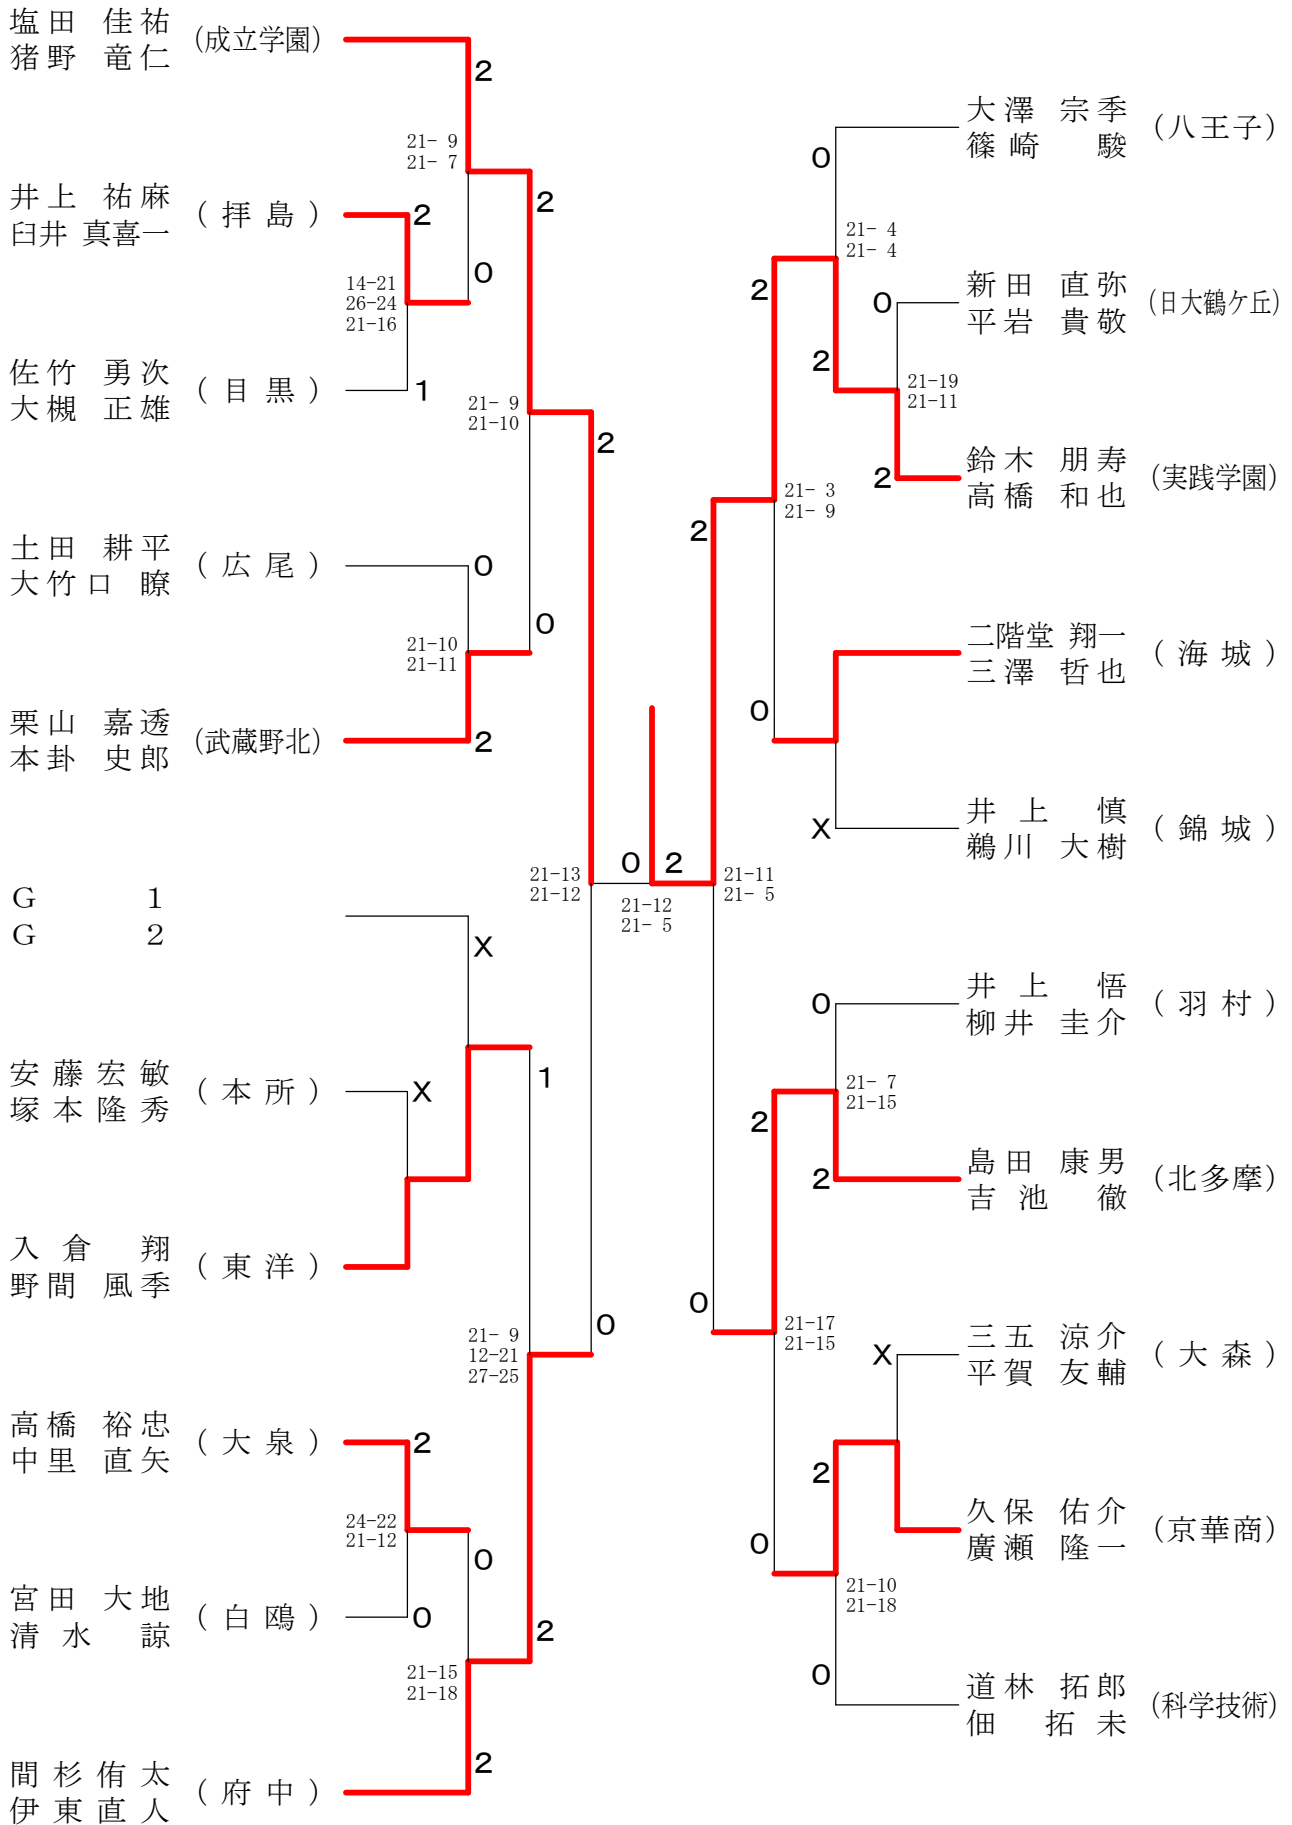 塩田 佳祐
猪野 竜仁
(成立学園)
2
21- 9
21- 7
2
井上 祐麻
臼井 真喜一
( 拝 島 )
2
0
14-21
26-24
21-16
佐竹 勇次
大槻 正雄
( 目 黒 )
1
21- 9
21-10
2
土田 耕平
大竹口 瞭
( 広 尾 )
0
0
21-10
21-11
栗山 嘉透
本卦 史郎
(武蔵野北)
2
21-13
21-12
G 1
G 2
X
安藤宏敏
塚本隆秀
( 本 所 )
X
1
入倉 翔
野間 風季
( 東 洋 )
0
21- 9
12-21
27-25
高橋 裕忠
中里 直矢
( 大 泉 )
2
24-22
21-12
0
宮田 大地
清水 諒
( 白 鴎 )
0
2
21-15
21-18
間杉侑太
伊東直人
( 府 中 )
2
0 2
21-12
21- 5
大澤 宗季
篠崎 駿
(八王子)
0
21- 4
21- 4
2
新田 直弥
平岩 貴敬
(日大鶴ケ丘)
0
2
21-19
21-11
鈴木 朋寿
高橋 和也
(実践学園)
2
21- 3
21- 9
2
二階堂 翔一
三澤 哲也
( 海 城 )
0
井上 慎
鵜川 大樹
( 錦 城 )
X
21-11
21- 5
井上 悟
柳井 圭介
( 羽 村 )
0
21- 7
21-15
2
島田 康男
吉池 徹
(北多摩)
2
0
21-17
21-15
三五 涼介
平賀 友輔
( 大 森 )
X
2
久保 佑介
廣瀬 隆一
(京華商)
0
21-10
21-18
道林 拓郎
佃 拓未
(科学技術)
0